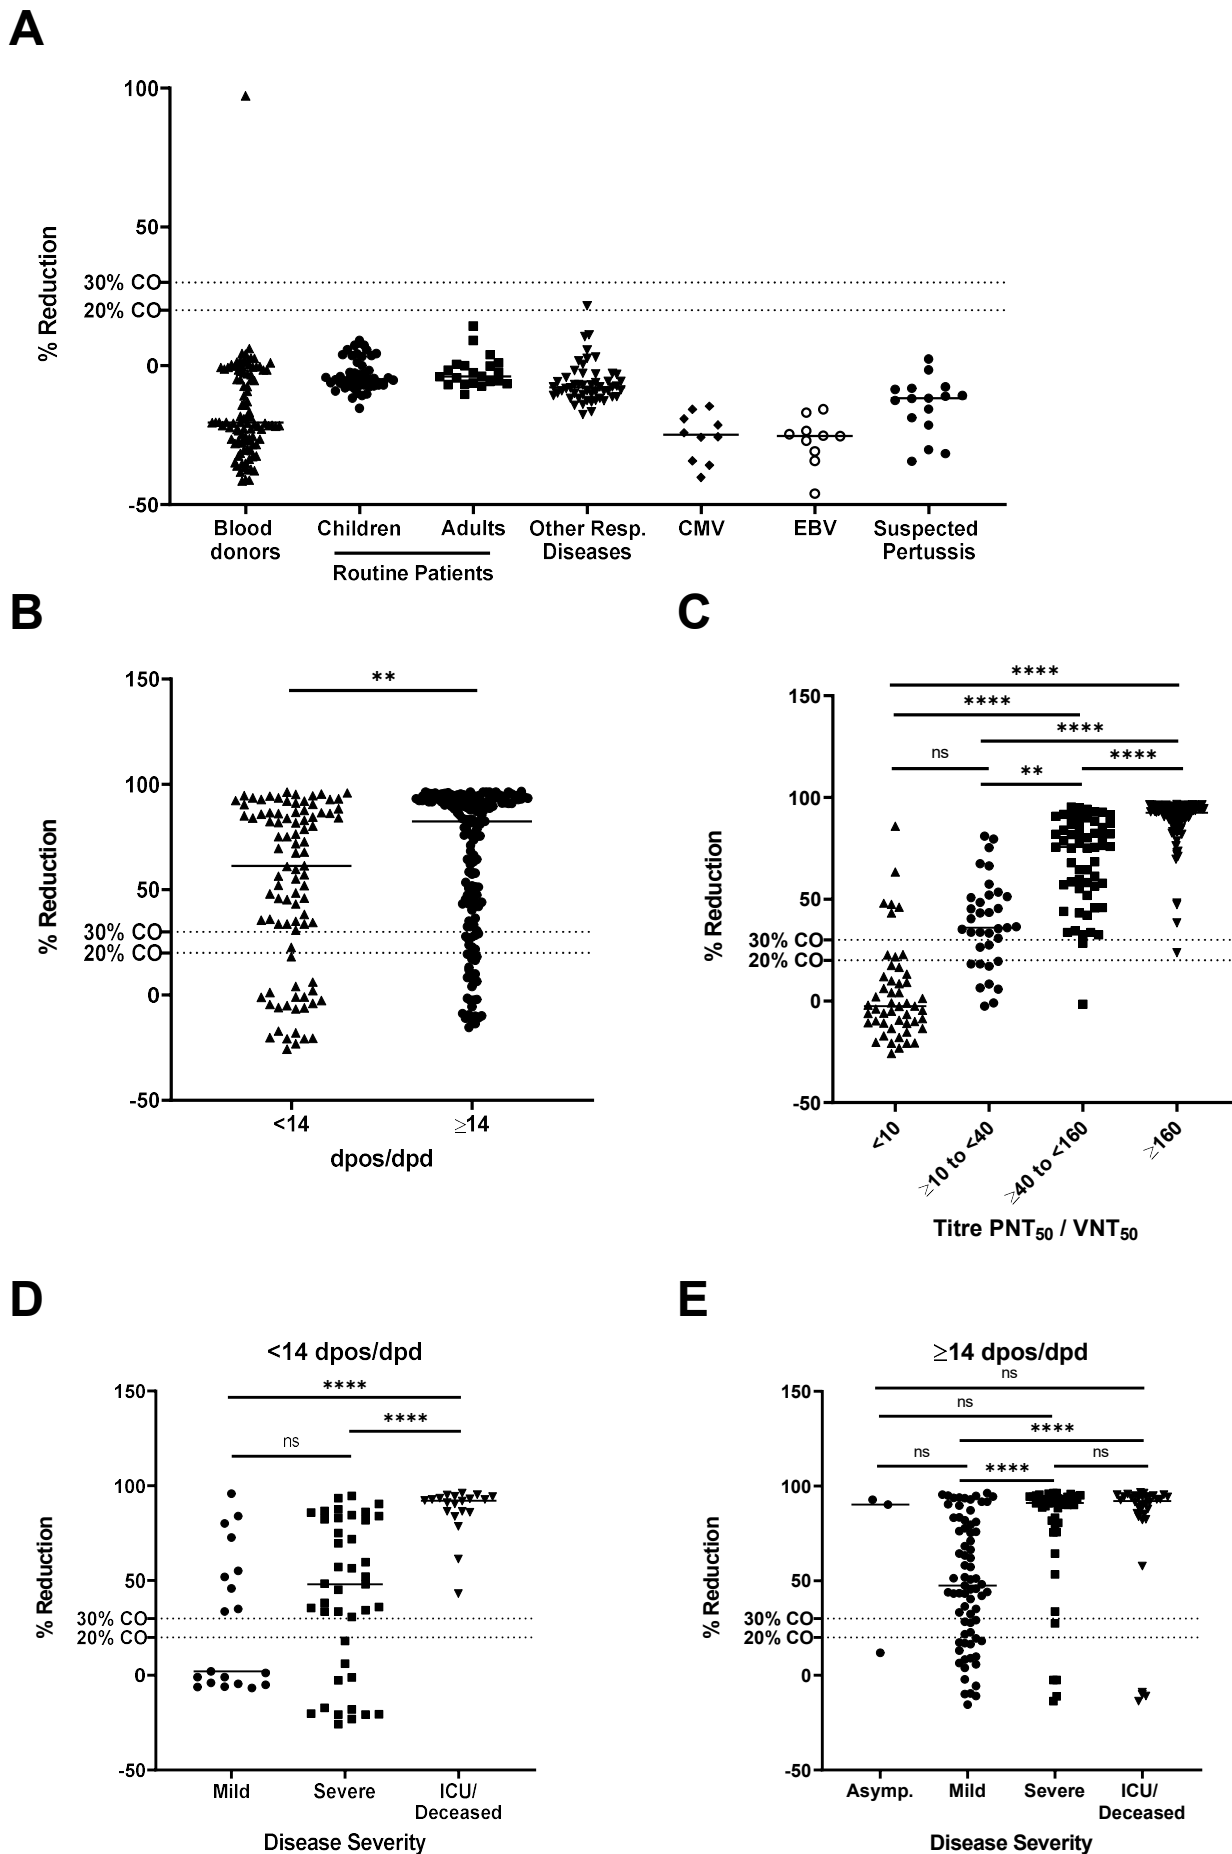 A
100
50
30% CO
20% CO
0
-50
% Reduction
Blood donors
Children
Adults
Routine Patients
Other Resp. Diseases
CMV
EBV
Suspected Pertussis
B
150
100
50
30% CO
20% CO
0
-50
% Reduction
**
<14
≥14
dpos/dpd
C
150
100
50
30% CO
20% CO
0
-50
% Reduction
****
****
****
ns
****
**
<10
≥10 to <40
≥40 to <160
≥160
Titre PNT50 / VNT50
D
<14 dpos/dpd
150
100
50
30% CO
20% CO
0
-50
% Reduction
****
****
ns
Mild
Severe
ICU/
Deceased
Disease Severity
E
≥14 dpos/dpd
150
100
50
30% CO
20% CO
0
-50
% Reduction
ns
ns
****
ns
ns
****
Asymp.
Mild
Severe
ICU/
Deceased
Disease Severity